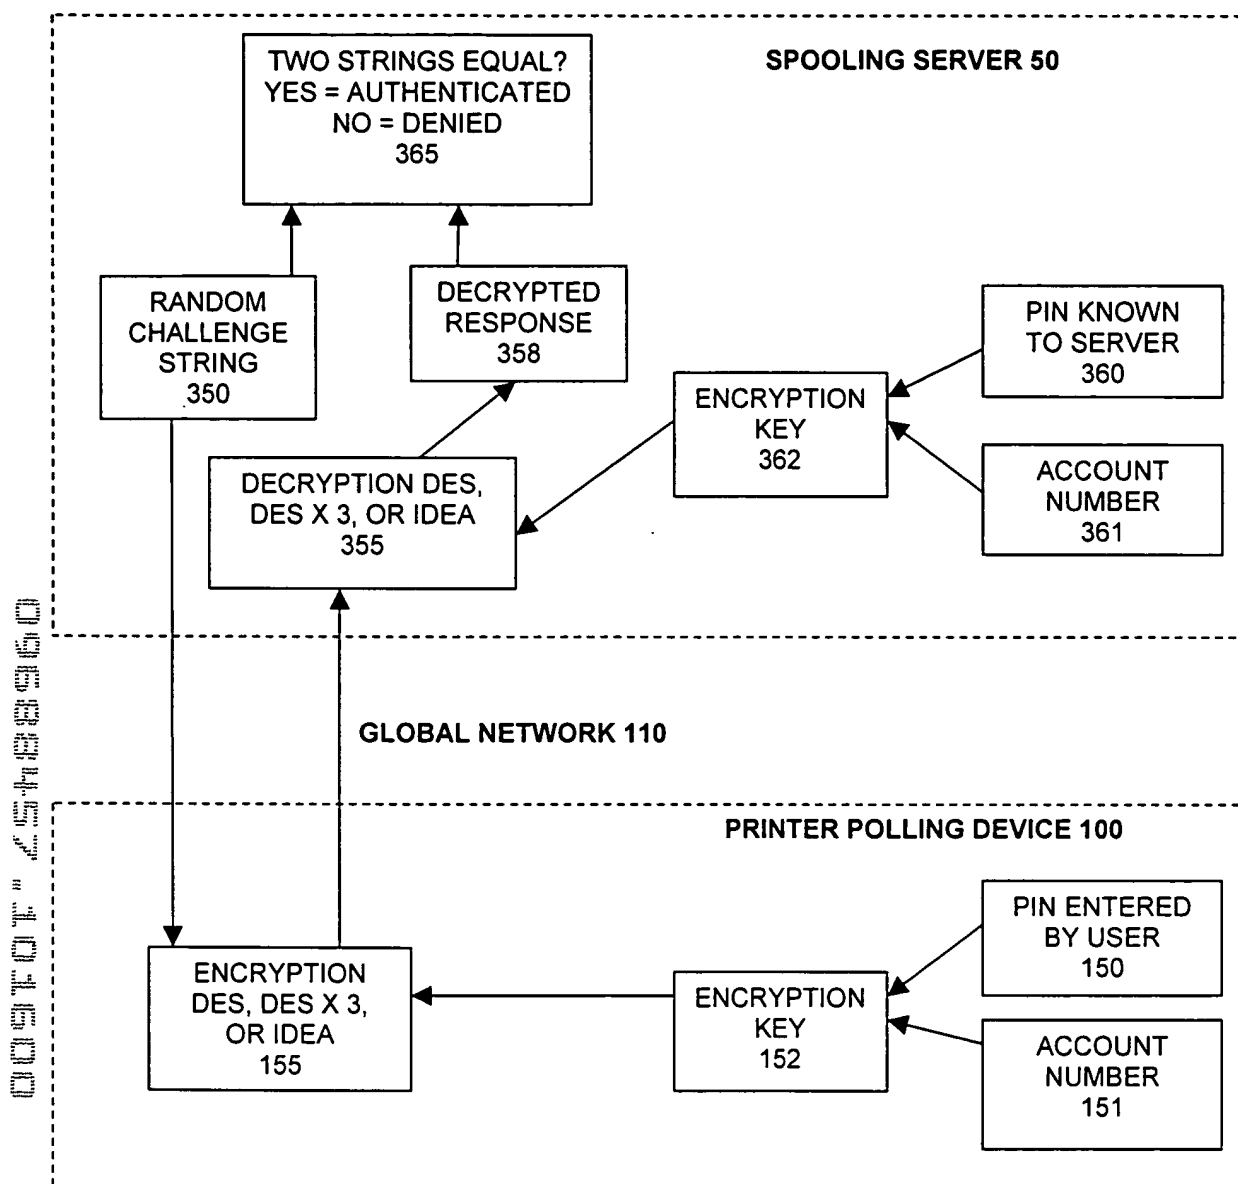 SPOOLING SERVER 50
TWO STRINGS EQUAL?
YES = AUTHENTICATED
NO = DENIED
365
RANDOM
CHALLENGE
STRING
350
DECRYPTED
RESPONSE
358
PIN KNOWN
TO SERVER
360
ENCRYPTION
KEY
362
ACCOUNT
NUMBER
361
DECRYPTION DES,
DES X 3, OR IDEA
355
GLOBAL NETWORK 110
PRINTER POLLING DEVICE 100
PIN ENTERED
BY USER
150
ENCRYPTION
DES, DES X 3,
OR IDEA
155
ENCRYPTION
KEY
152
ACCOUNT
NUMBER
151